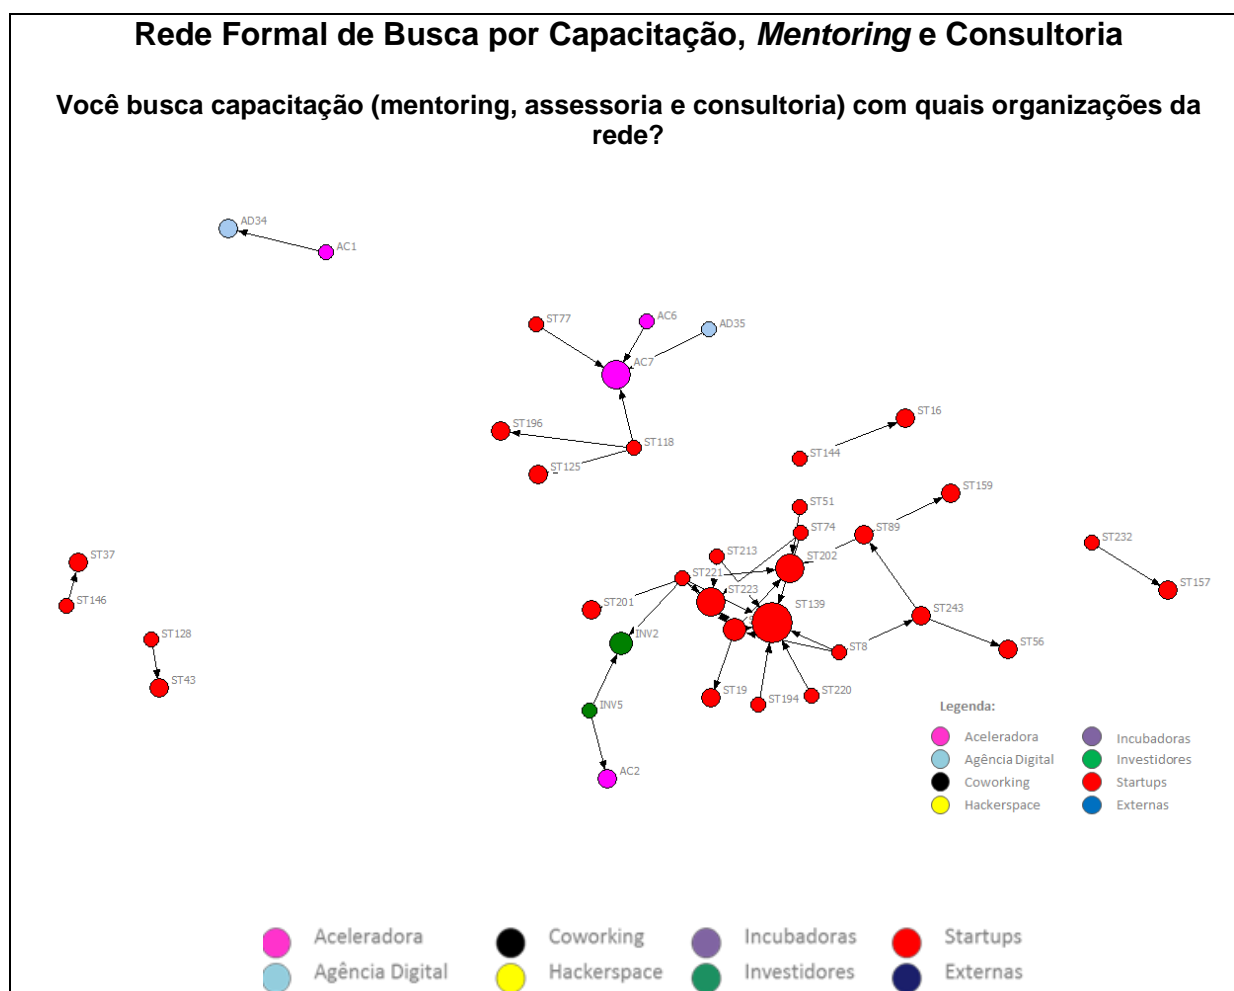 Rede Formal de Busca por Capacitação, Mentoring e Consultoria
Você busca capacitação (mentoring, assessoria e consultoria) com quais organizações da
rede?
AD34
AC1
ST77
AC6
AD35
AC7
ST16
ST196
ST118
ST144
ST125
ST159
ST51
ST74
ST89
ST232
ST213
ST202
ST37
ST221
ST223
ST157
ST146
ST201
ST139
ST243
ST128
INV2
ST8
ST56
ST43
ST19
ST194
ST220
INV5
Legenda:
Aceleradora
Incubadoras
Agência Digital
Investidores
Coworking
Startups
Hackerspace
Externas
AC2
Aceleradora
Coworking
Incubadoras
Startups
Agência Digital
Hackerspace
Investidores
Externas